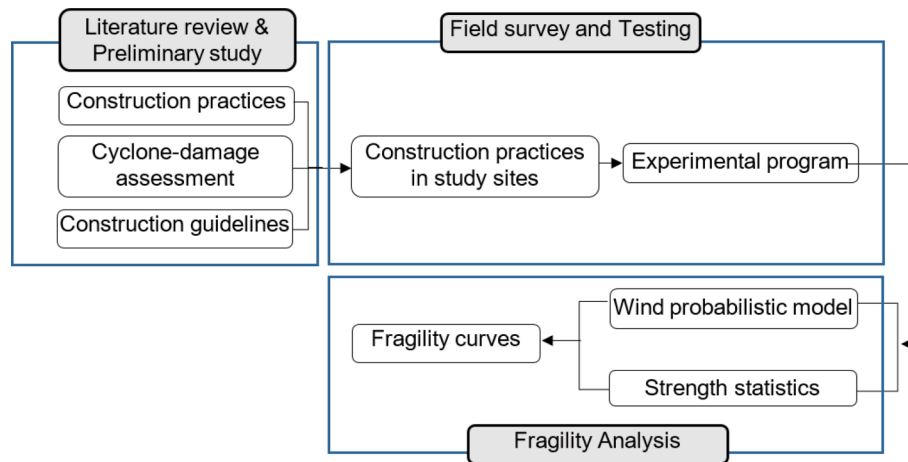 Literature review &
Preliminary study
Construction practices
Cyclone-damage
assessment
Construction guidelines
Field survey and Testing
Construction practices
in study sites
Experimental program
Wind probabilistic model
Fragility curves
Strength statistics
Fragility Analysis